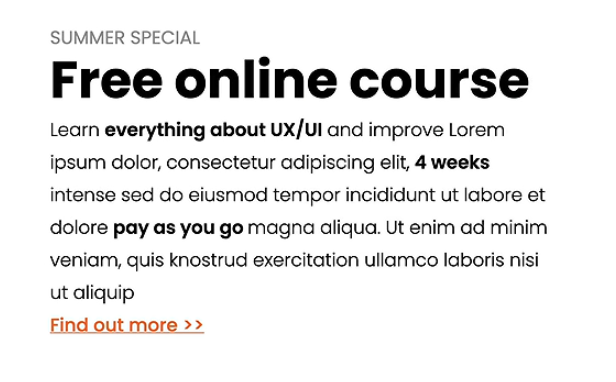 SUMMER SPECIAL
Free online course
Learn everything about UX/UI and improve Lorem
ipsum dolor, consectetur adipiscing elit, 4 weeks
intense sed do eiusmod tempor incididunt ut labore et
dolore pay as you go magna aliqua. Ut enim ad minim
veniam, quis knostrud exercitation ullamco laboris nisi
ut aliquip
Find out more >>